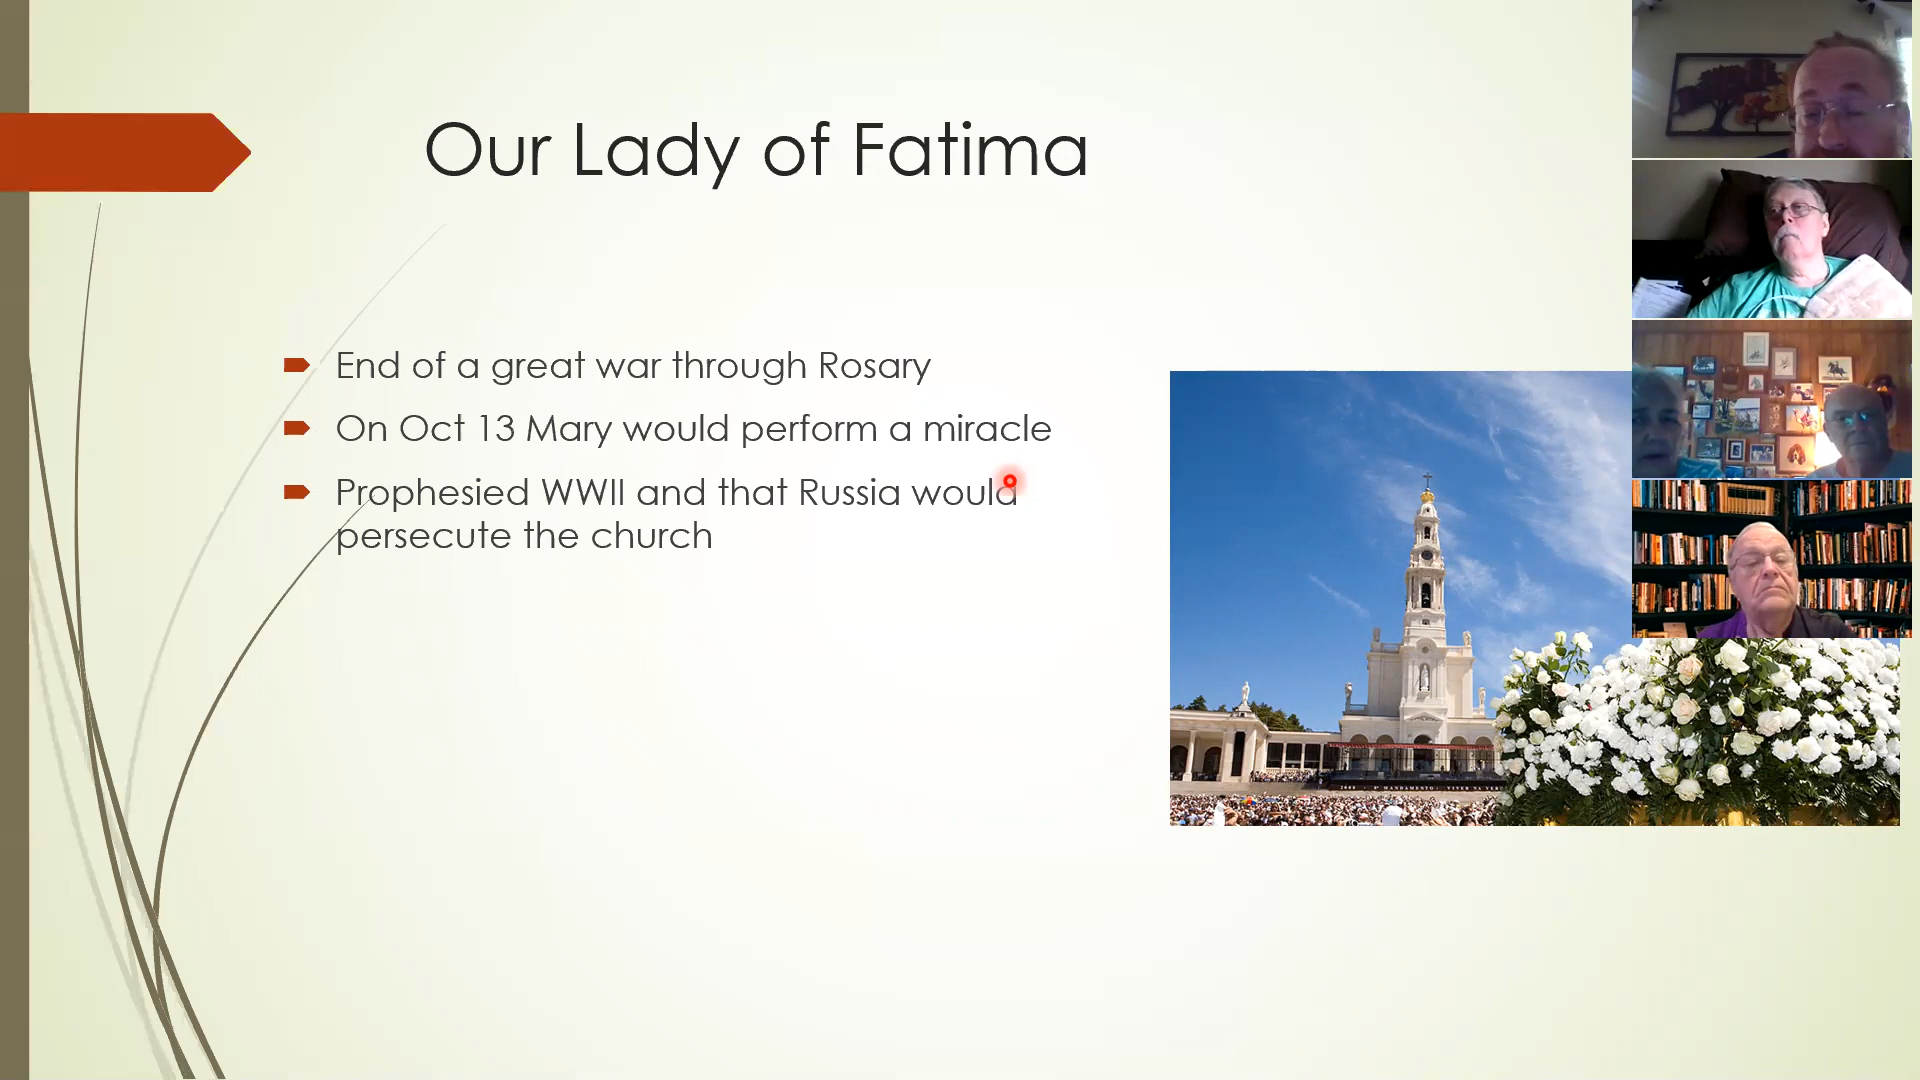 Our Lady of Fatima
End of a great war through Rosary
On Oct 13 Mary would perform a miracle
Prophesied WWII and that Russia would
persecute the church
MANDAMENTO